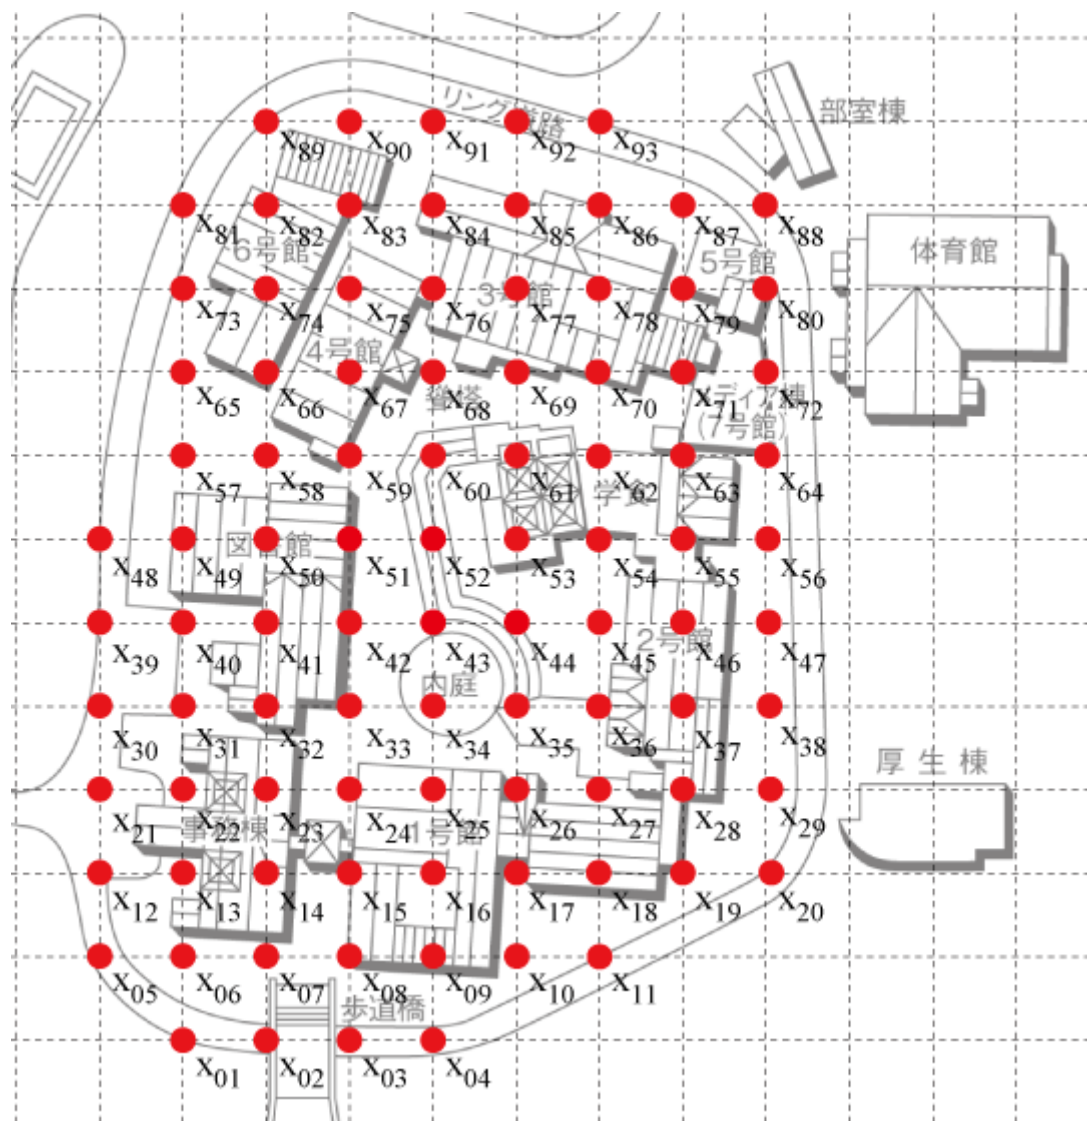 リング道路
部室棟
X89 X90 X91 X92 X93
X81 X82 X83 X84 X85 X86 X87 X88
6号館
5号館
体育館
3号館
X73 X74 X75 X76 X77 X78 X79 X80
4号館
X65 X66 X67 X68 X69 X70 X71 X72
ディア棟
(7号館)
X57 X58 X59 X60 X61 X62 X63 X64
学食
図書館
X48 X49 X50 X51 X52 X53 X54 X55 X56
2号館
X39 X40 X41 X42 X43 X44 X45 X46 X47
内庭
X30 X31 X32 X33 X34 X35 X36 X37 X38
厚生棟
X21 X22 X23 X24 X25 X26 X27 X28 X29
事務棟
1号館
X12 X13 X14 X15 X16 X17 X18 X19 X20
X05 X06 X07 X08 X09 X10 X11
歩道橋
X01 X02 X03 X04